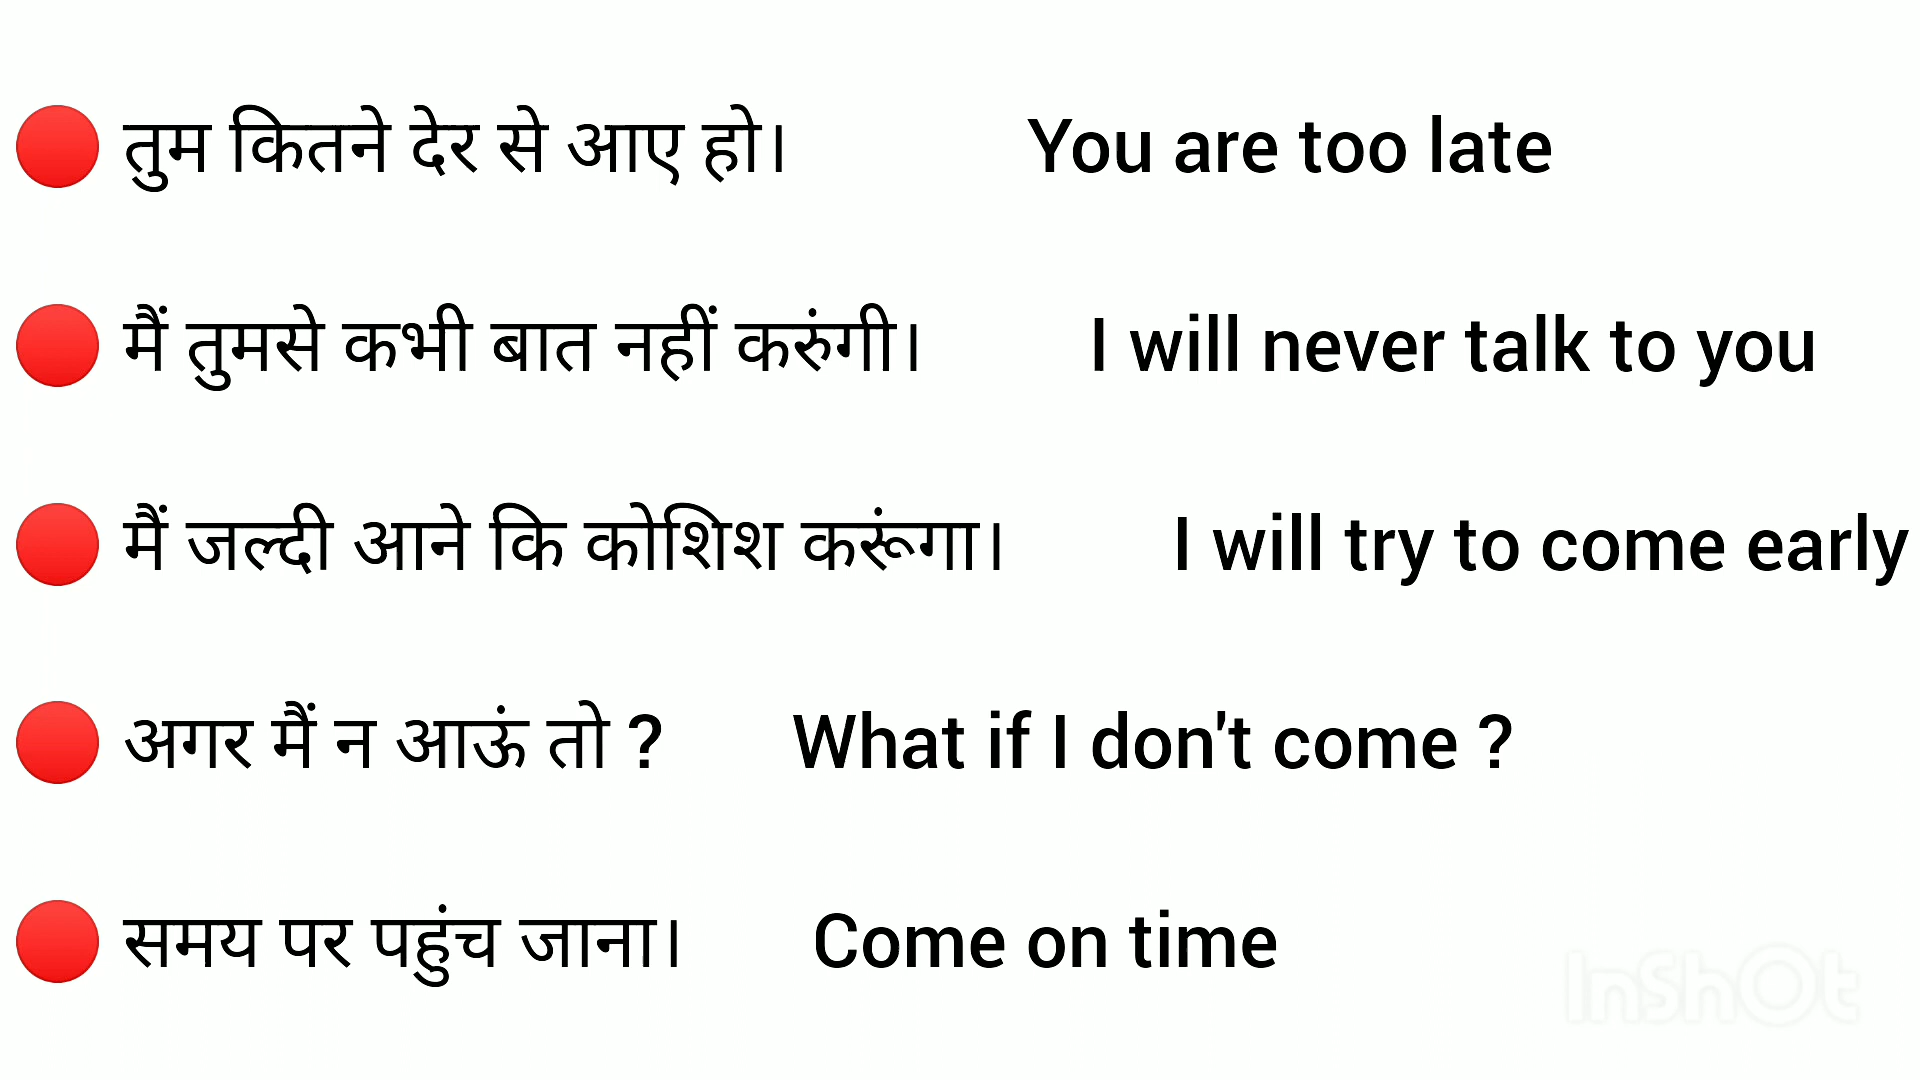 तुम कितने देर से आए हो। You are too late
मैं तुमसे कभी बात नहीं करुंगी। I will never talk to you
मैं जल्दी आने कि कोशिश करूंगा। I will try to come early
अगर मैं न आऊं तो ? What if I don't come ?
समय पर पहुंच जाना। Come on time
InShOt